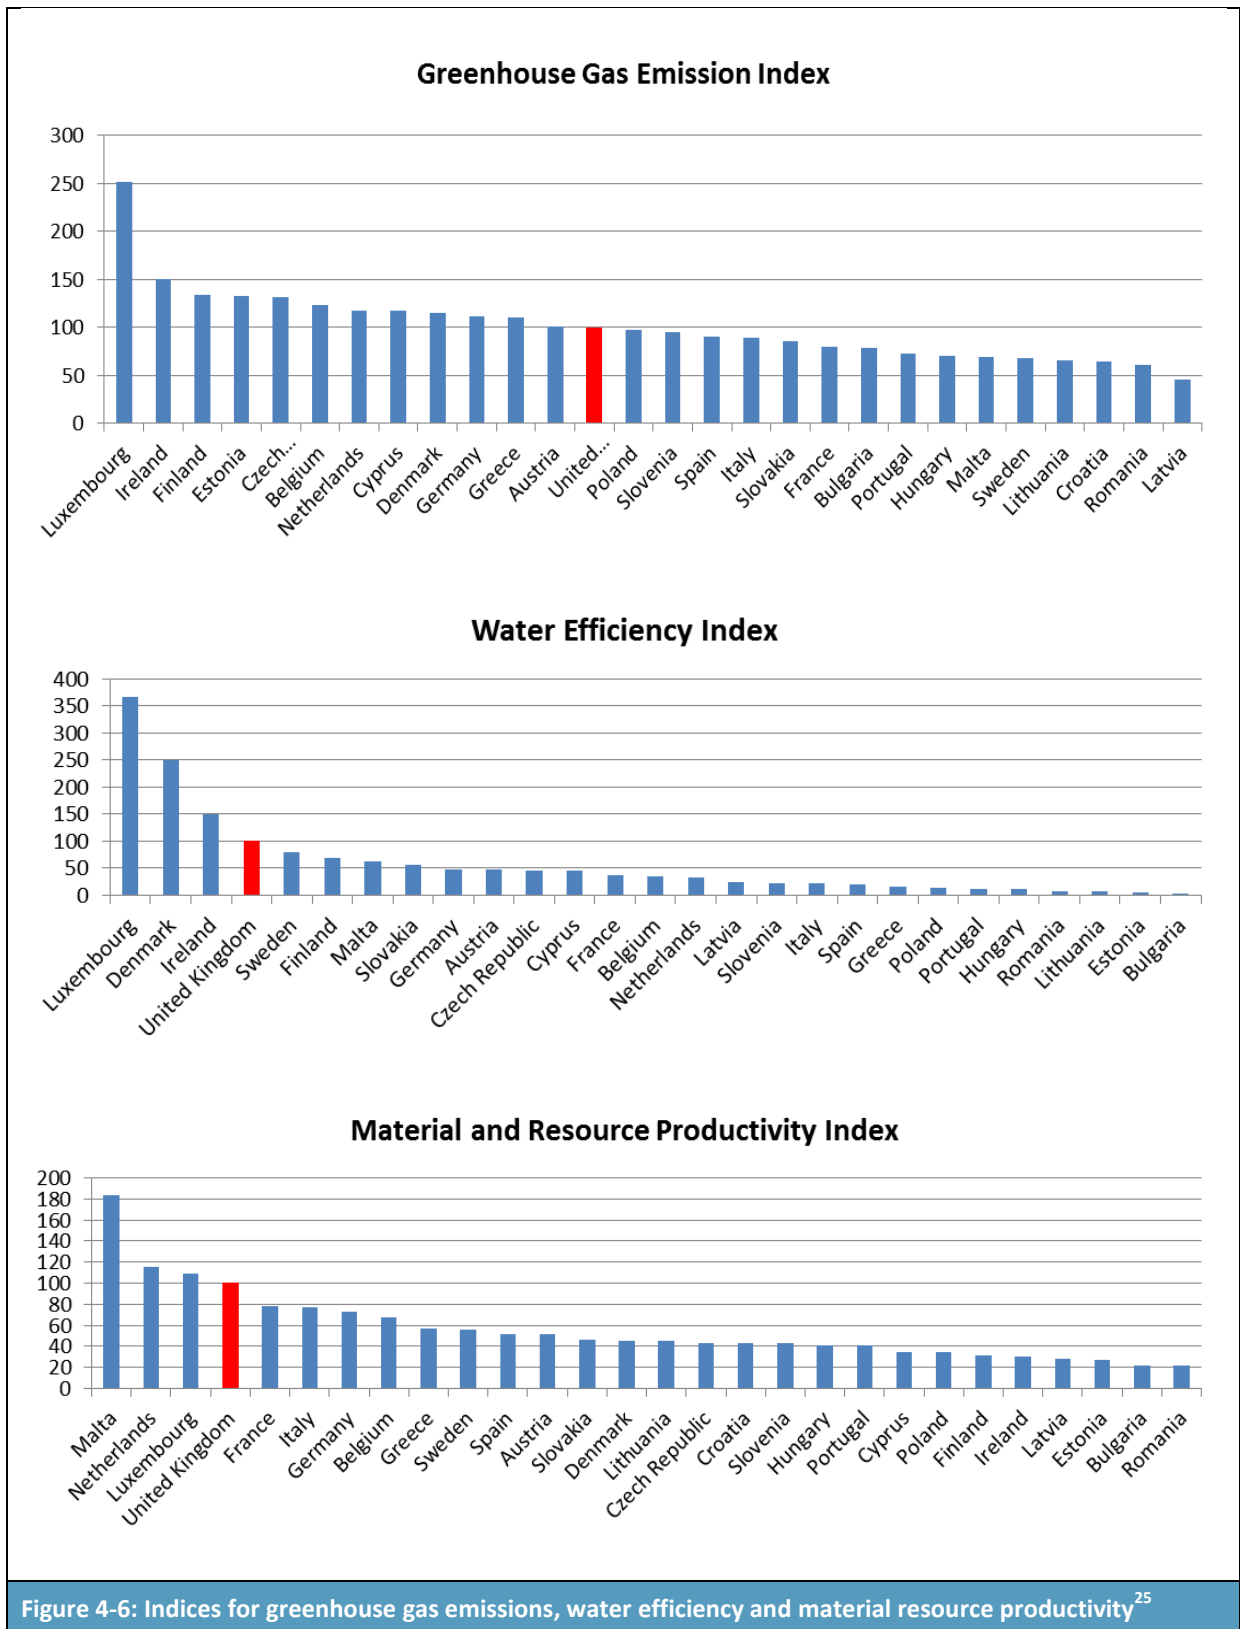 Greenhouse Gas Emission Index
300
250
200
150
100
50
0
Luxbourg
Ireland
Finland
Estonia
Czech...
Belgium
Netherlands
Cyprus
Denmark
Germany
Greece
Austria
United...
Poland
Slovenia
Spain
Italy
Slovakia
France
Bulgaria
Portugal
Hungary
Malta
Sweden
Lithuania
Croatia
Romania
Latvia
Water Efficiency Index
400
350
300
250
200
150
100
50
0
Luxembourg
Denmark
Ireland
United Kingdom
Sweden
Finland
Malta
Slovakia
Germany
Austria
Czech Republic
Cyprus
France
Belgium
Netherlands
Latvia
Slovenia
Italy
Spain
Greece
Poland
Portugal
Hungary
Romania
Lithuania
Estonia
Bulgaria
Material and Resource Productivity Index
200
180
160
140
120
100
80
60
40
20
0
Malta
Netherlands
Luxembourg
United Kingdom
France
Italy
Germany
Belgium
Greece
Sweden
Spain
Austria
Slovakia
Denmark
Lithuania
Czech Republic
Croatia
Slovenia
Hungary
Portugal
Cyprus
Poland
Finland
Ireland
Latvia
Estonia
Bulgaria
Romania
Figure 4-6: Indices for greenhouse gas emissions, water efficiency and material resource productivity25